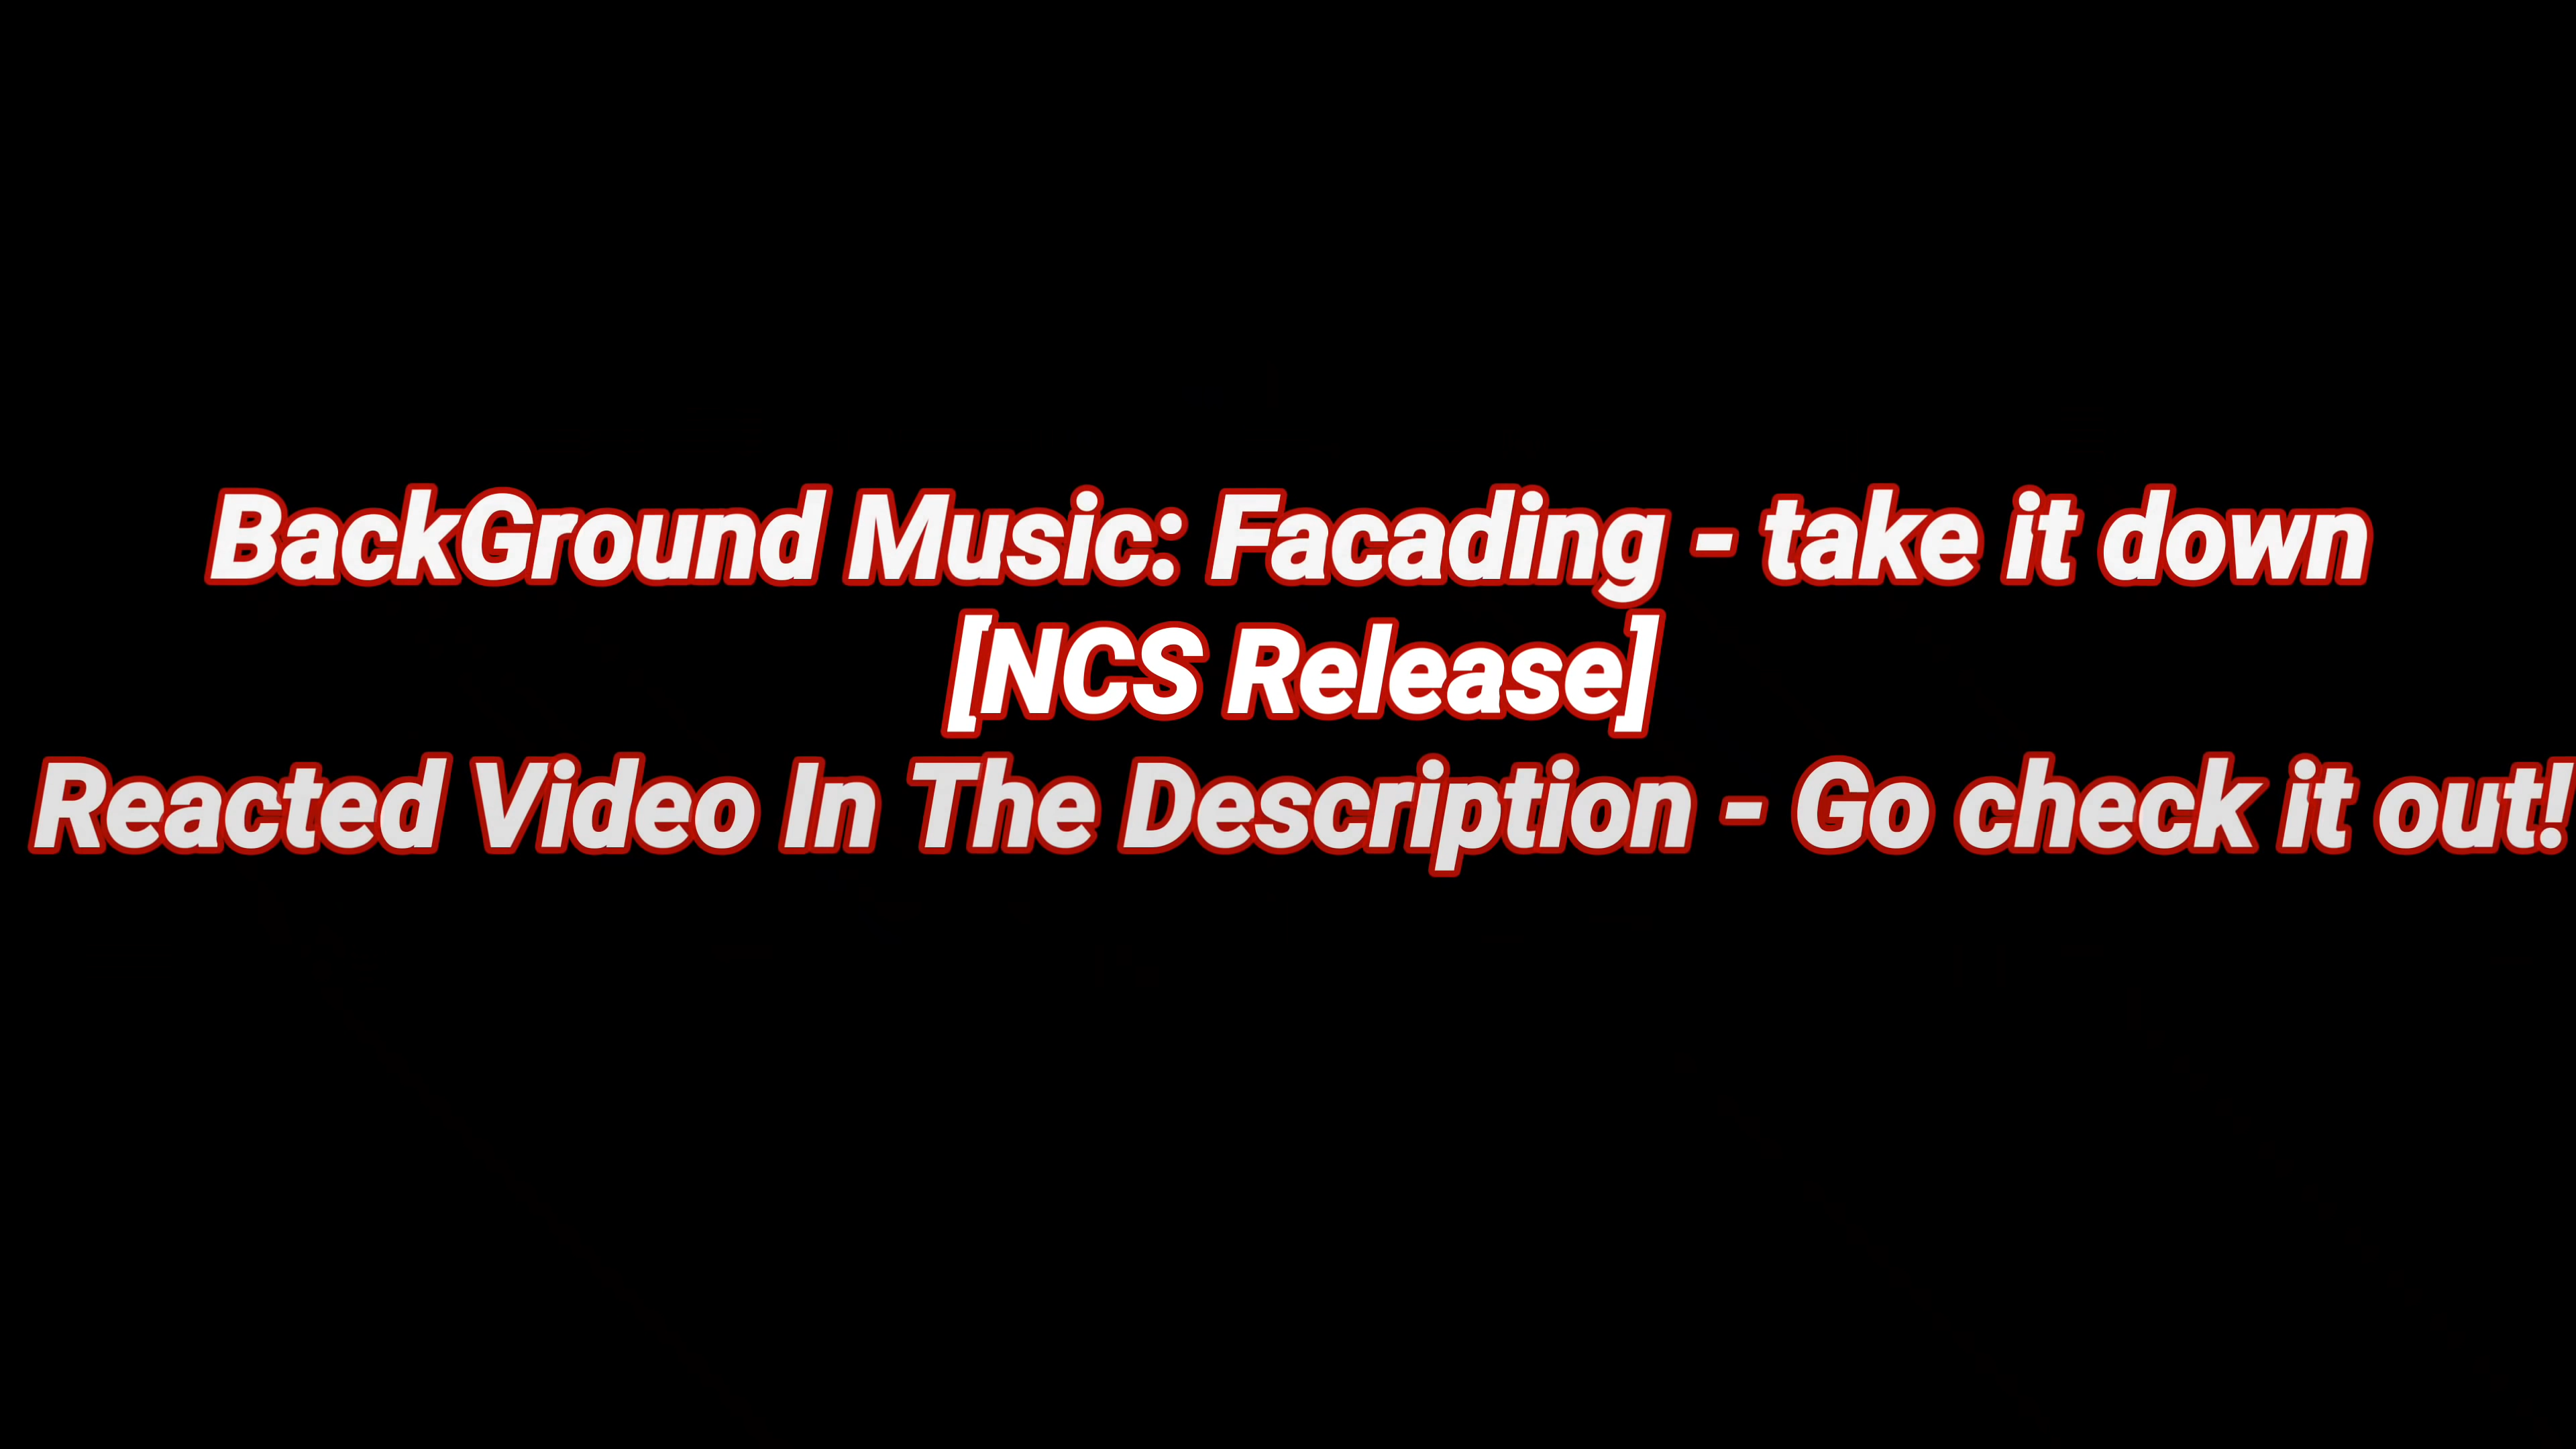 BackGround Music: Facading - take it down
[NCS Release]
Reacted Video In The Description - Go check it out!